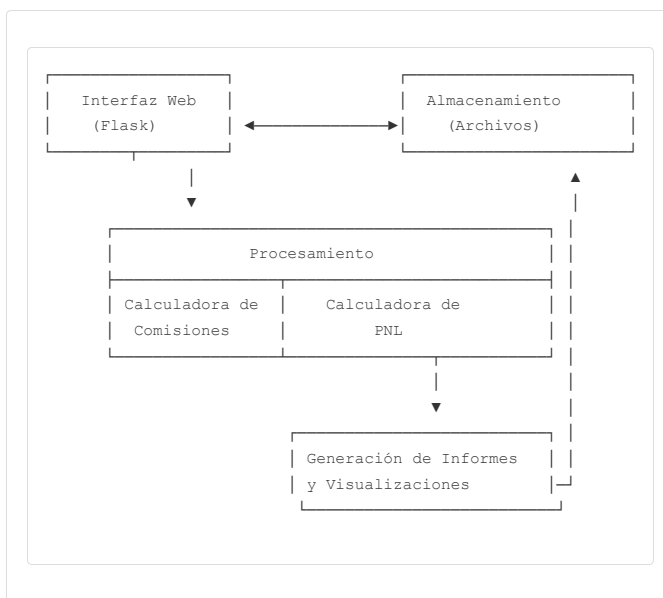 Interfaz Web
(Flask)
Almacenamiento
(Archivos)
Procesamiento
Calculadora de
Comisiones
Calculadora de
PNL
Generación de Informes
y Visualizaciones